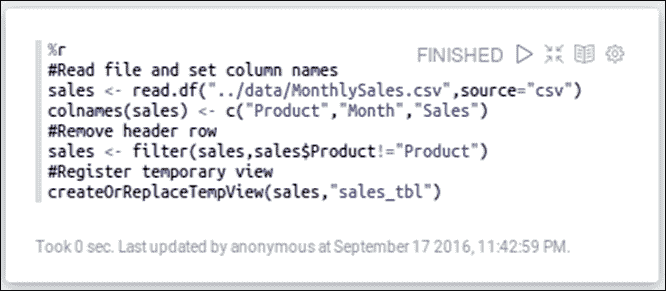 %r
FINISHED
#Read file and set column names
sales <- read.df("../data/MonthlySales.csv",source="csv")
colnames(sales) <- c("Product","Month","Sales")
#Remove header row
sales <- filter(sales,sales$Product!="Product")
#Register temporary view
createOrReplaceTempView(sales,"sales_tbl")
Took 0 sec. Last updated by anonymous at September 17 2016, 11:42:59 PM.